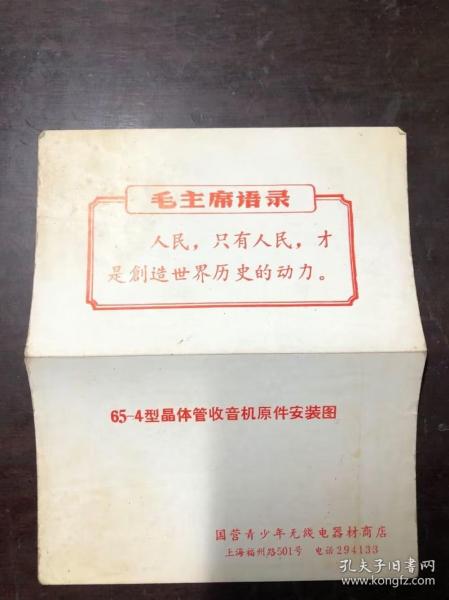 毛主席语录
人民，只有人民，才
是創造世界历史的动力。
65-4型晶体管收音机原件安装图
国营青少年无线电器材商店
上海福州路501号 电话294133
孔夫子旧书网
www.kongfz.com